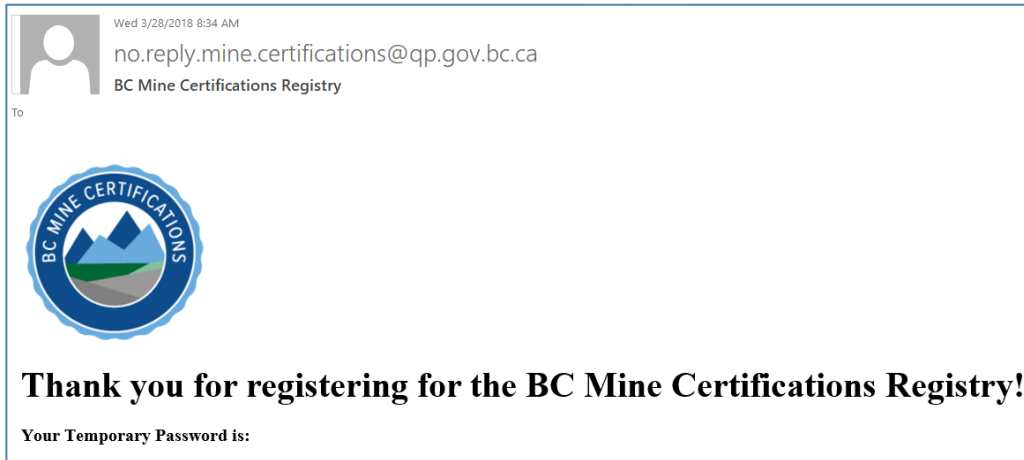 Wed 3/28/2018 8:34 AM
no.reply.mine.certifications@qp.gov.bc.ca
BC Mine Certifications Registry
To
BC MINE CERTIFICATIONS
Thank you for registering for the BC Mine Certifications Registry!
Your Temporary Password is: